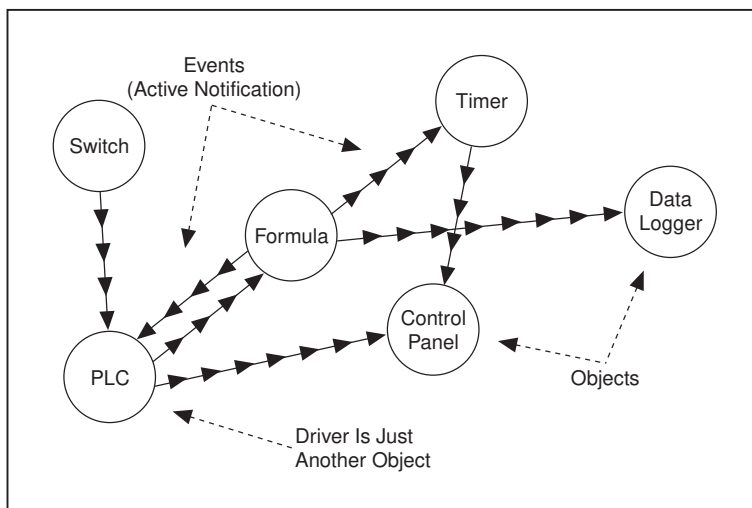 Events
(Active Notification)
Timer
Switch
Data
Logger
Formula
Control
Panel
PLC
Objects
Driver Is Just
Another Object